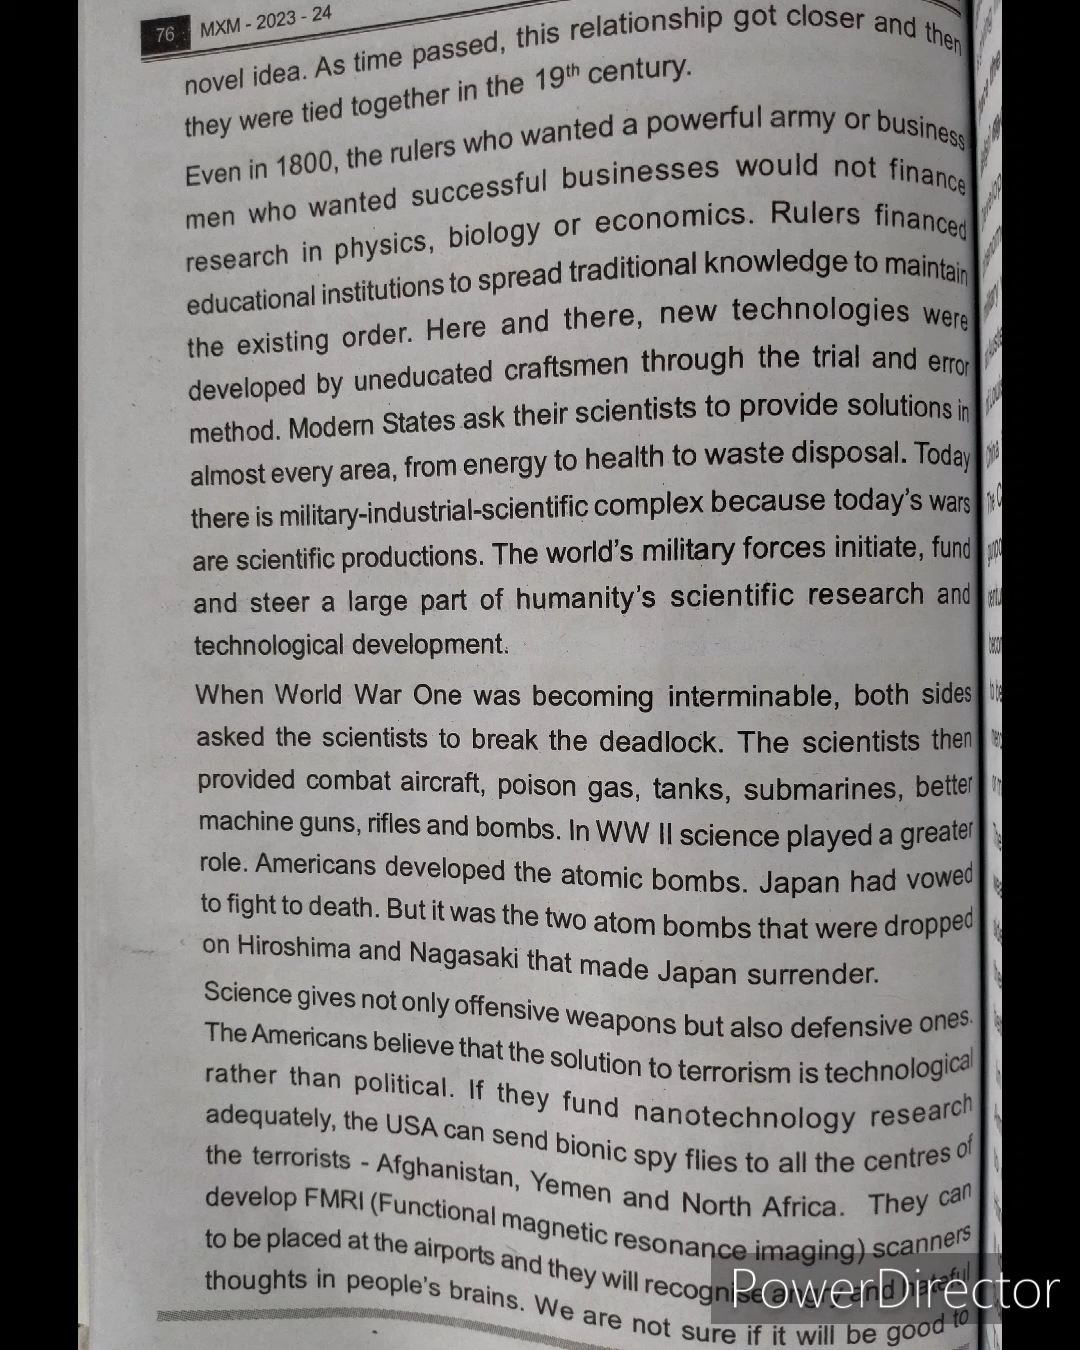 76 MXM - 2023 - 24
novel idea. As time passed, this relationship got closer and then
they were tied together in the 19th century.
Even in 1800, the rulers who wanted a powerful army or business
men who wanted successful businesses would not finance
research in physics, biology or economics. Rulers financed
educational institutions to spread traditional knowledge to maintain
the existing order. Here and there, new technologies were
developed by uneducated craftsmen through the trial and error
method. Modern States ask their scientists to provide solutions in
almost every area, from energy to health to waste disposal. Today
there is military-industrial-scientific complex because today's wars
are scientific productions. The world's military forces initiate, fund
and steer a large part of humanity's scientific research and
technological development.
When World War One was becoming interminable, both sides
asked the scientists to break the deadlock. The scientists then
provided combat aircraft, poison gas, tanks, submarines, better
machine guns, rifles and bombs. In WW II science played a greater
role. Americans developed the atomic bombs. Japan had vowed
to fight to death. But it was the two atom bombs that were dropped
on Hiroshima and Nagasaki that made Japan surrender.
Science gives not only offensive weapons but also defensive ones.
The Americans believe that the solution to terrorism is technological
rather than political. If they fund nanotechnology research
adequately, the USA can send bionic spy flies to all the centres of
the terrorists - Afghanistan, Yemen and North Africa. They can
develop FMRI (Functional magnetic resonance imaging) scanners
to be placed at the airports and they will recognise angry and hateful
thoughts in people's brains. We are not sure if it will be good to
PowerDirector